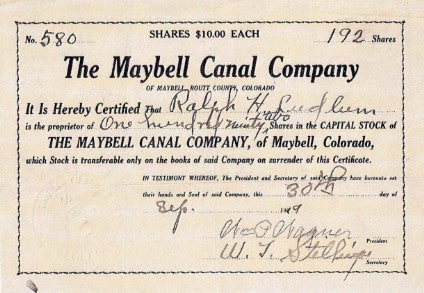 SHARES $10.00 EACH
No. 580 192 Shares
The Maybell Canal Company
OF MAYBELL ROUTT COUNTY, COLORADO
It Is Hereby Certified That Ralph H. Ludlum
is the proprietor of One hundred ninty two Shares in the CAPITAL STOCK of
THE MAYBELL CANAL COMPANY, of Maybell, Colorado,
which Stock is transferable only on the books of said Company on surrender of this Certificate.
IN TESTIMONY WHEREOF, The President and Secretary of said Company have hereunto set
their hands and Seal of said Company, this 30th day of
Sep. 19
Wm P Wagner
President
W. T.
Secretary